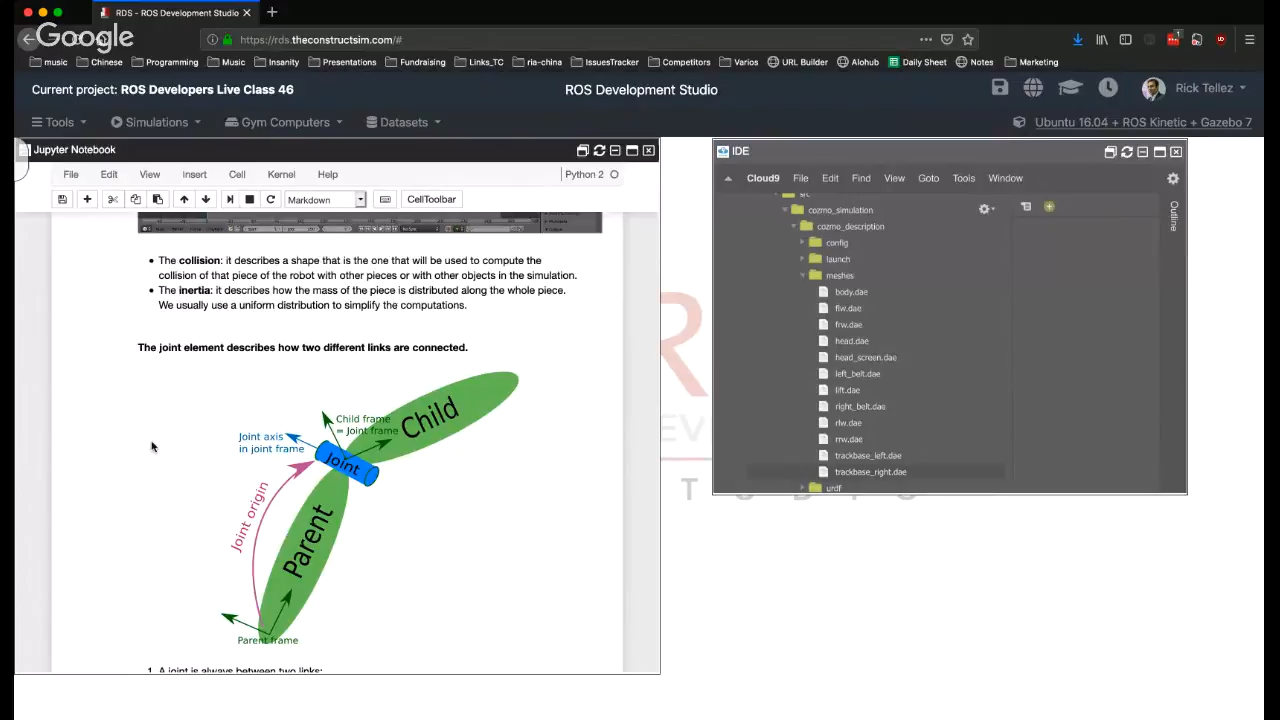 RDS - ROS Development Studio
Google
https://rds.theconstructsim.com/#
music
Chinese
Programming
Music
Insanity
Presentations
Fundraising
Links_TC
ria-china
IssuesTracker
Competitors
Varios
URL Builder
Alohub
Daily Sheet
Notes
Marketing
Current project: ROS Developers Live Class 46
ROS Development Studio
Rick Tellez
Tools
Simulations
Gym Computers
Datasets
Ubuntu 16.04 + ROS Kinetic + Gazebo 7
Jupyter Notebook
File Edit View Insert Cell Kernel Help
Python 2
Markdown
CellToolbar
The collision: it describes a shape that is the one that will be used to compute the
collision of that piece of the robot with other pieces or with other objects in the simulation.
The inertia: it describes how the mass of the piece is distributed along the whole piece.
We usually use a uniform distribution to simplify the computations.
The joint element describes how two different links are connected.
Child frame
= Joint frame
Child
Joint axis
in joint frame
Joint
Joint origin
Parent
Parent frame
1. A joint is always between two links:
IDE
Cloud9 File Edit Find View Goto Tools Window
src
cozmo_simulation
cozmo_description
config
launch
meshes
body.dae
flw.dae
frw.dae
head.dae
head_screen.dae
left_belt.dae
lift.dae
right_belt.dae
rlw.dae
rrw.dae
trackbase_left.dae
trackbase_right.dae
urdf
Outline